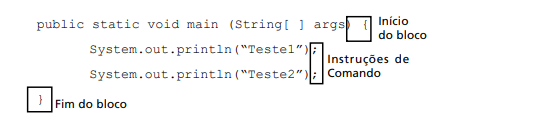 public static void main (String[ ] args) {
Início
do bloco
System.out.println(“Teste1”);
System.out.println(“Teste2”);
Instruções de
Comando
}
Fim do bloco